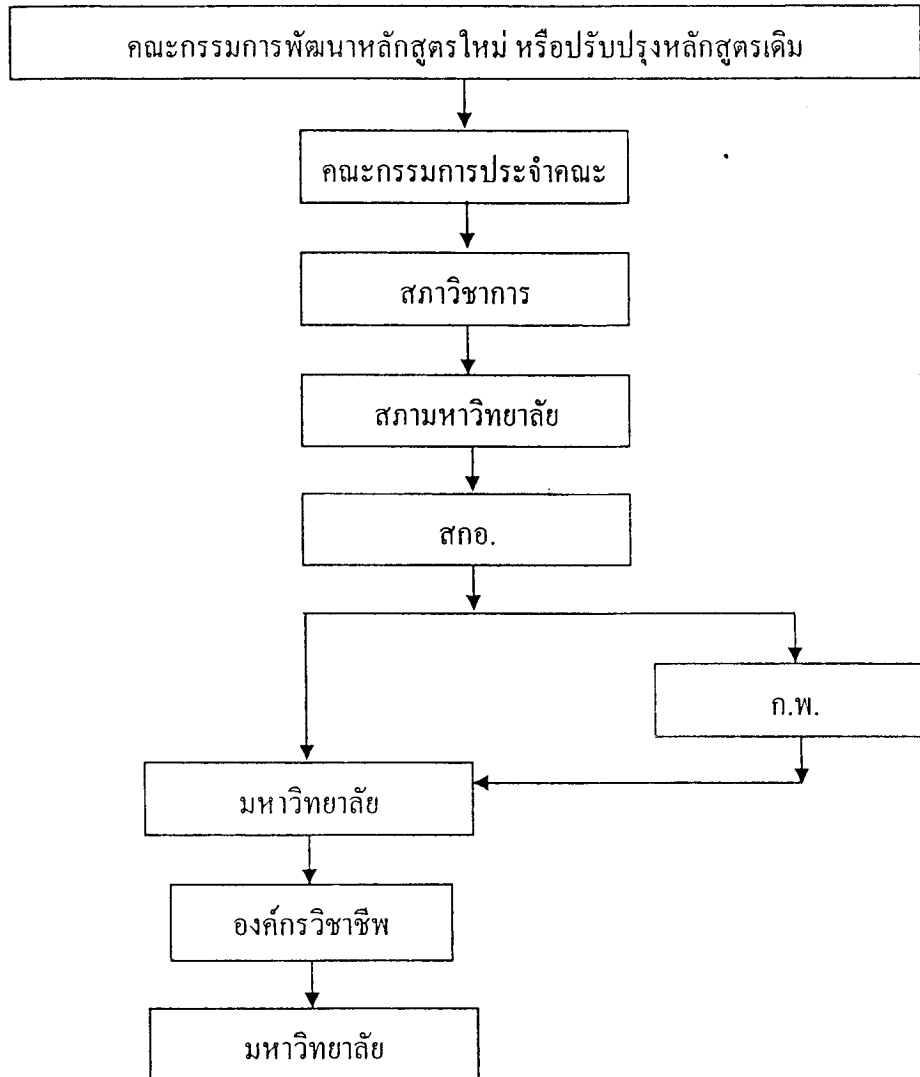 คณะกรรมการพัฒนาหลักสูตรใหม่ หรือปรับปรุงหลักสูตรเดิม
คณะกรรมการประจำคณะ
สภาวิชาการ
สภามหาวิทยาลัย
สกอ.
ก.พ.
มหาวิทยาลัย
องค์กรวิชาชีพ
มหาวิทยาลัย